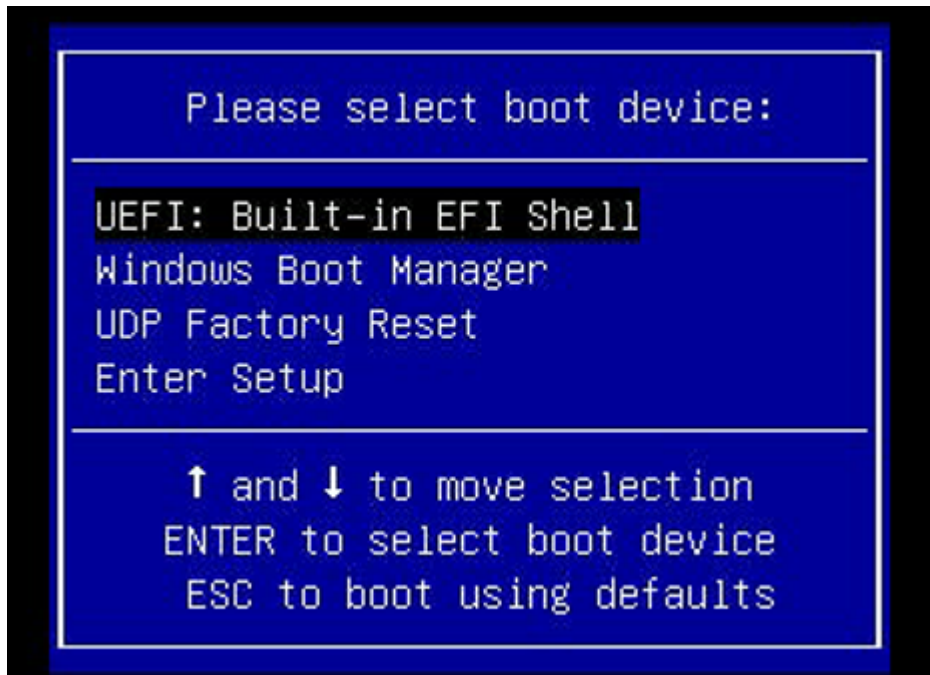 Please select boot device:
UEFI: Built-in EFI Shell
Windows Boot Manager
UDP Factory Reset
Enter Setup
↑ and ↓ to move selection
ENTER to select boot device
ESC to boot using defaults